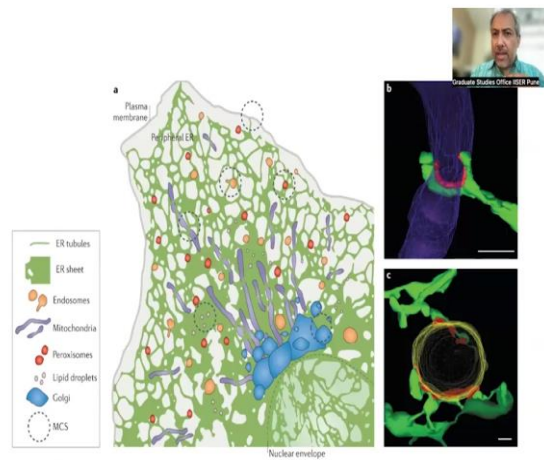 Graduate Studies Office IISER Pune
a
Plasma
membrane
Peripheral ER
b
ER tubules
ER sheet
Endosomes
Mitochondria
Peroxisomes
Lipid droplets
Golgi
MCS
c
Nuclear envelope